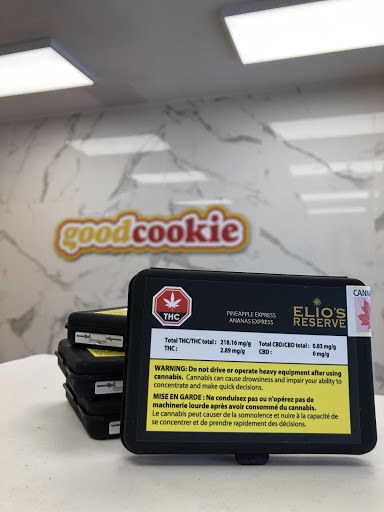 goodcookie
THC
PINEAPPLE EXPRESS
ANANAS EXPRESS
ELIO'S
RESERVE
CANN
Total THC/THC total : 218.16 mg/g Total CBD/CBD total : 0.83 mg/g
THC : 2.89 mg/g CBD : 0 mg/g
WARNING: Do not drive or operate heavy equipment after using
cannabis. Cannabis can cause drowsiness and impair your ability to
concentrate and make quick decisions.
MISE EN GARDE : Ne conduisez pas ou n'opérez pas de
machinerie lourde après avoir consommé du cannabis.
Le cannabis peut causer de la somnolence et nuire à la capacité de
se concentrer et de prendre rapidement des décisions.